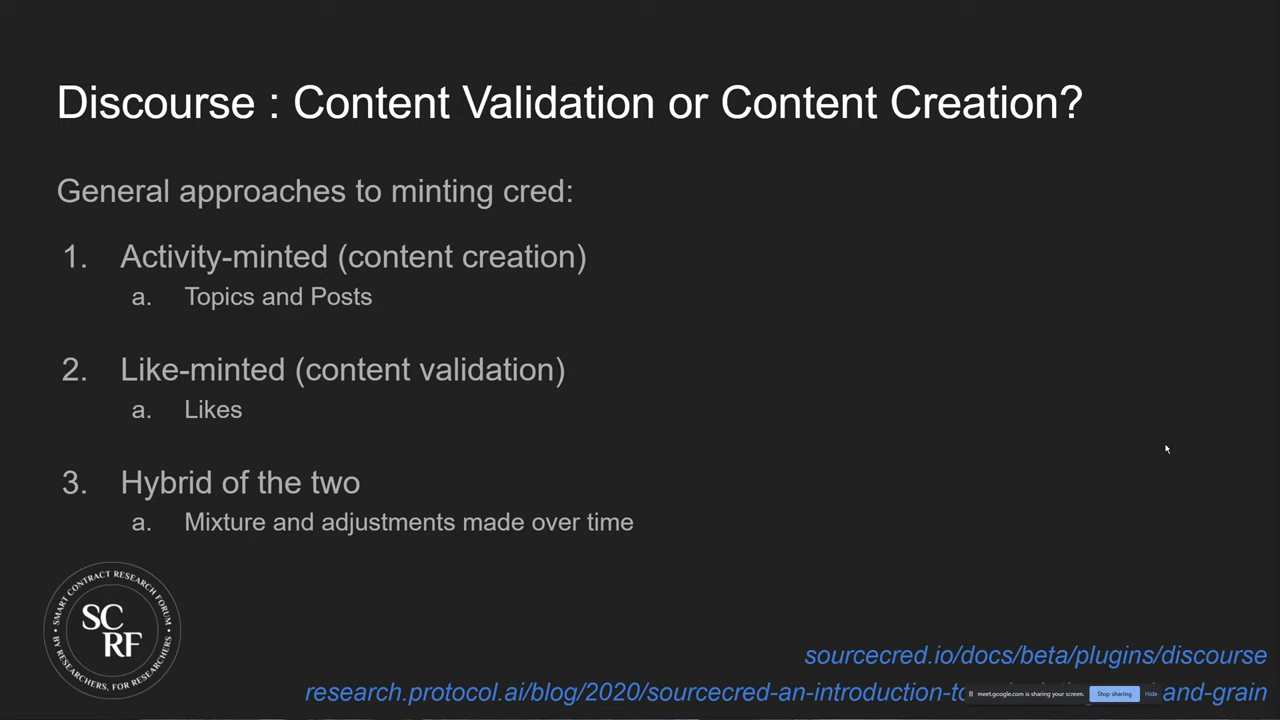 Discourse : Content Validation or Content Creation?
General approaches to minting cred:
1. Activity-minted (content creation)
a. Topics and Posts
2. Like-minted (content validation)
a. Likes
3. Hybrid of the two
a. Mixture and adjustments made over time
SMART CONTRACT RESEARCH FORUM
SC
RF
• BY RESEARCHERS, FOR RESEARCHERS •
sourcecred.io/docs/beta/plugins/discourse
research.protocol.ai/blog/2020/sourcecred-an-introduction-to and-grain
meet.google.com is sharing your screen. Stop sharing Hide